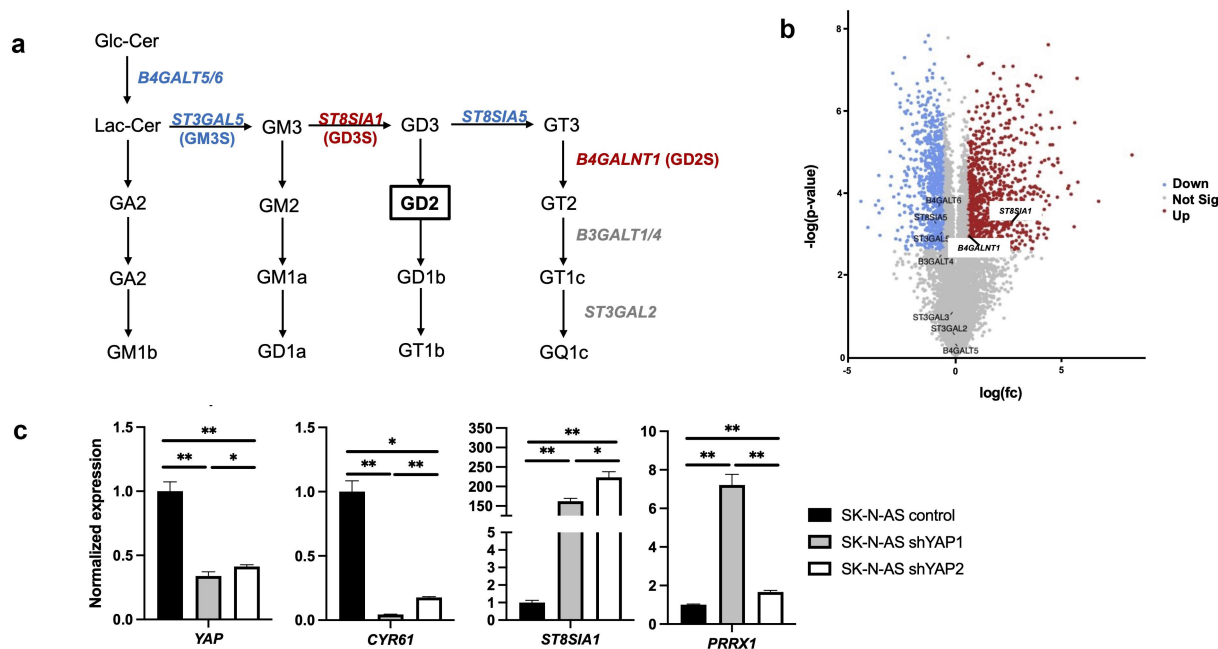 a
Glc-Cer
B4GALT5/6
Lac-Cer
ST3GAL5
(GM3S)
GM3
ST8SIA1
(GD3S)
GD3
ST8SIA5
GT3
B4GALNT1 (GD2S)
GA2
GM2
GD2
GT2
B3GALT1/4
GA2
GM1a
GD1b
GT1c
ST3GAL2
GM1b
GD1a
GT1b
GQ1c
b
-log(p-value)
8
6
4
2
0
-5
0
5
log(fc)
B4GALT6
ST8SIA5
ST3GAL5
B3GALT4
ST3GAL3
ST3GAL2
B4GALT5
ST8SIA1
B4GALNT1
Down
Not Sig
Up
c
Normalized expression
1.5
1.0
0.5
0.0
**
**
*
YAP
1.5
1.0
0.5
0.0
*
**
**
CYR61
350
300
250
200
150
5
4
3
2
1
0
**
**
*
ST8SIA1
10
8
6
4
2
0
**
**
**
PRRX1
SK-N-AS control
SK-N-AS shYAP1
SK-N-AS shYAP2